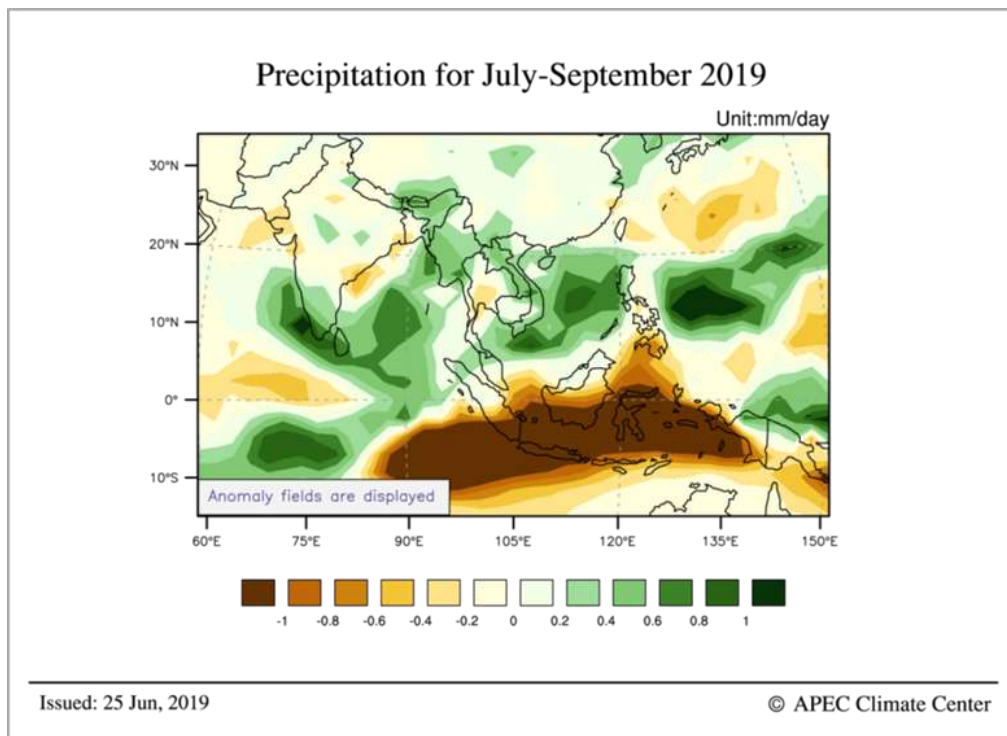 Precipitation for July-September 2019
Unit:mm/day
30°N
20°N
10°N
0°
10°S
Anomaly fields are displayed
60°E 75°E 90°E 105°E 120°E 135°E 150°E
-1 -0.8 -0.6 -0.4 -0.2 0 0.2 0.4 0.6 0.8 1
Issued: 25 Jun, 2019 © APEC Climate Center